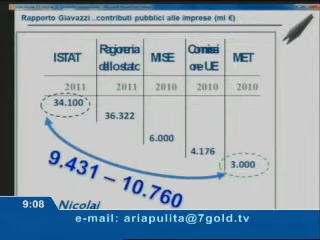 Rapporto Giavazzi ..contributi pubblici alle imprese (ml €)
ISTAT Ragioneria dello stato MISE Commissi one UE MET
2011 2011 2010 2010 2010
34.100
36.322
6.000
4.176
3.000
9.431 – 10.760
9:08 Nicolai
e-mail: ariapulita@7gold.tv